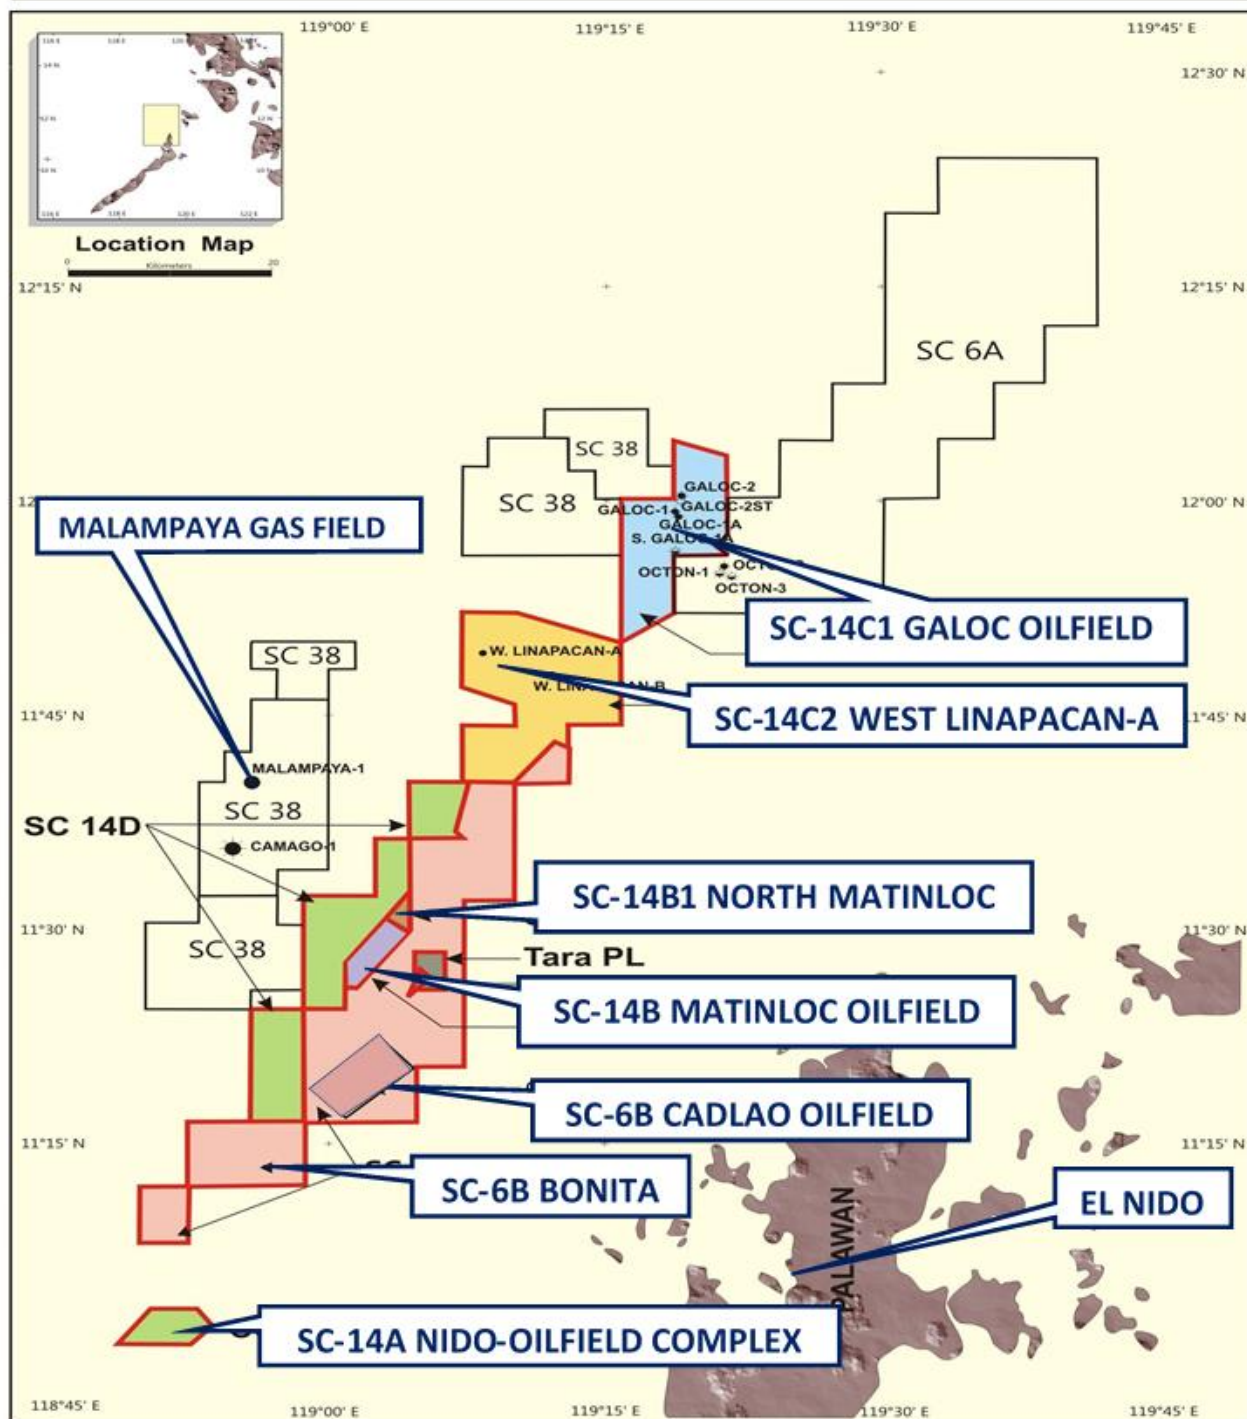 119°00' E
119°15' E
119°30' E
119°45' E
12°30' N
Location Map
0
Kilometers
20
12°15' N
12°15' N
SC 6A
SC 38
SC 38
GALOC-2
GALOC-1
GALOC-2ST
GALOC-1A
S. GALOC-1A
OCTON-1
OCTON-3
12°00' N
MALAMPAYA GAS FIELD
SC-14C1 GALOC OILFIELD
SC 38
W. LINAPACAN-A
SC-14C2 WEST LINAPACAN-A
11°45' N
11°45' N
MALAMPAYA-1
SC 38
SC 14D
CAMAGO-1
SC-14B1 NORTH MATINLOC
11°30' N
11°30' N
SC 38
Tara PL
SC-14B MATINLOC OILFIELD
SC-6B CADLAO OILFIELD
11°15' N
11°15' N
SC-6B BONITA
EL NIDO
PALAWAN
SC-14A NIDO-OILFIELD COMPLEX
118°45' E
119°00' E
119°15' E
119°30' E
119°45' E